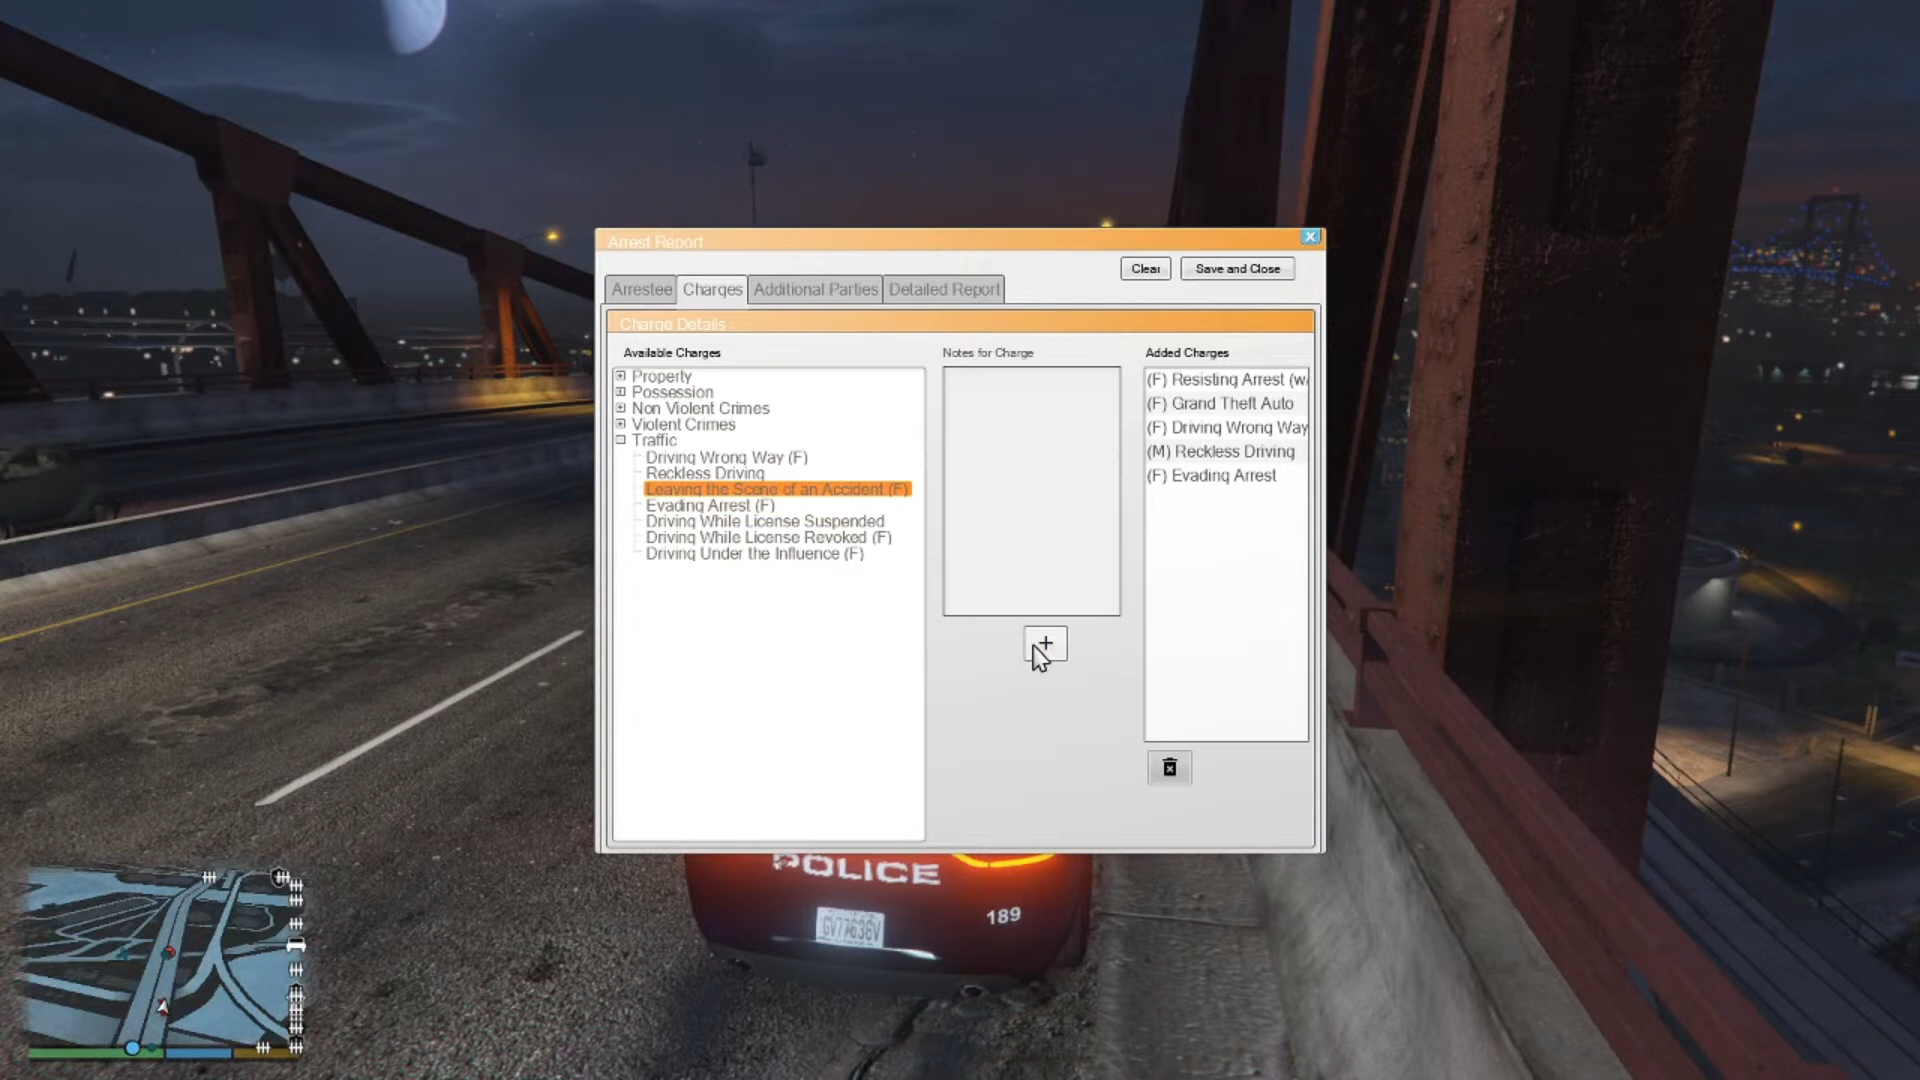 Arrest Report
X
Clear
Save and Close
Arrestee
Charges
Additional Parties
Detailed Report
Charge Details
Available Charges
Property
Possession
Non Violent Crimes
Violent Crimes
Traffic
Driving Wrong Way (F)
Reckless Driving
Leaving the Scene of an Accident (F)
Evading Arrest (F)
Driving While License Suspended
Driving While License Revoked (F)
Driving Under the Influence (F)
Notes for Charge
+
Added Charges
(F) Resisting Arrest (w/
(F) Grand Theft Auto
(F) Driving Wrong Way
(M) Reckless Driving
(F) Evading Arrest
POLICE
189